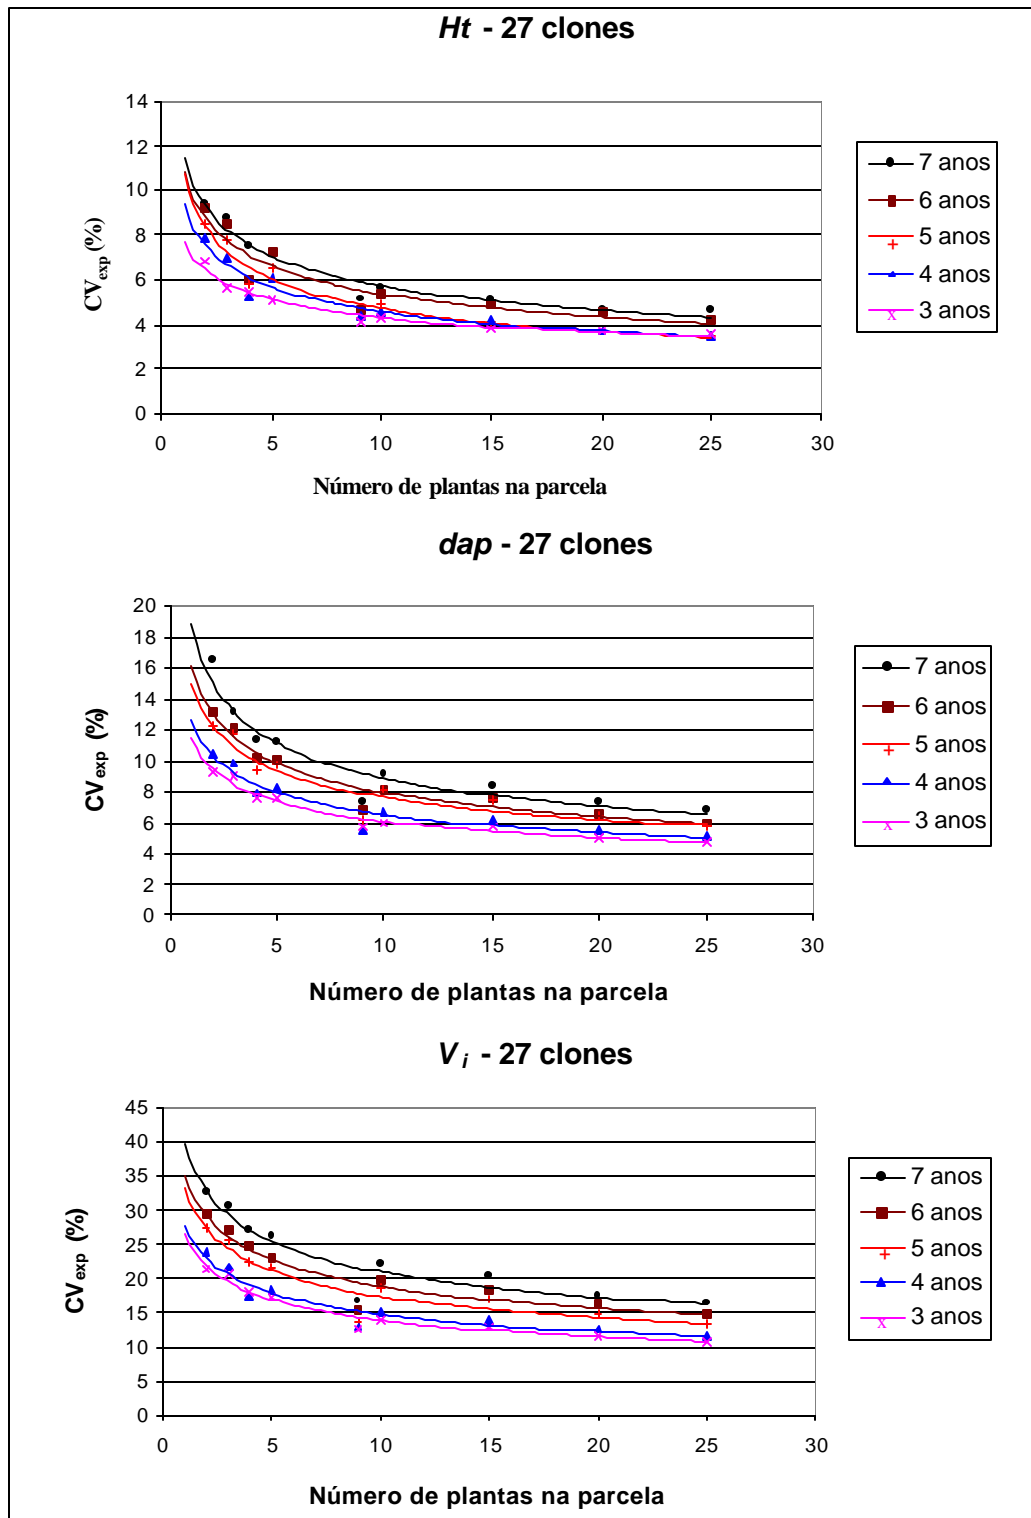 Ht - 27 clones
14
12
10
8
6
4
2
0
CVexp (%)
0 5 10 15 20 25 30
Número de plantas na parcela
7 anos
6 anos
5 anos
4 anos
3 anos
dap - 27 clones
20
18
16
14
12
10
8
6
4
2
0
CVexp (%)
0 5 10 15 20 25 30
Número de plantas na parcela
7 anos
6 anos
5 anos
4 anos
3 anos
Vi - 27 clones
45
40
35
30
25
20
15
10
5
0
CVexp (%)
0 5 10 15 20 25 30
Número de plantas na parcela
7 anos
6 anos
5 anos
4 anos
3 anos